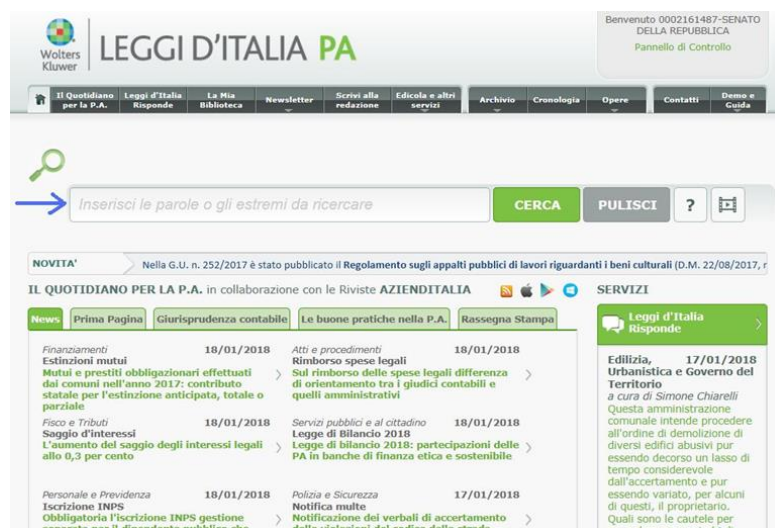 Benvenuto 0002161487-SENATO
DELLA REPUBBLICA
Pannello di Controllo
Wolters
Kluwer
LEGGI D'ITALIA PA
Il Quotidiano
per la P.A.
Leggi d'Italia
Risponde
La Mia
Biblioteca
Newsletter
Scrivi alla
redazione
Edicola e altri
servizi
Archivio
Cronologia
Opere
Contatti
Demo e
Guida
Inserisci le parole o gli estremi da ricercare
CERCA
PULISCI
?
NOVITA'
Nella G.U. n. 252/2017 è stato pubblicato il Regolamento sugli appalti pubblici di lavori riguardanti i beni culturali (D.M. 22/08/2017, r
IL QUOTIDIANO PER LA P.A. in collaborazione con le Riviste AZIENDITALIA
News
Prima Pagina
Giurisprudenza contabile
Le buone pratiche nella P.A.
Rassegna Stampa
Finanziamenti 18/01/2018
Estinzioni mutui
Mutui e prestiti obbligazionari effettuati
dai comuni nell'anno 2017: contributo
statale per l'estinzione anticipata, totale o
parziale
Atti e procedimenti 18/01/2018
Rimborso spese legali
Sul rimborso delle spese legali differenza
di orientamento tra i giudici contabili e
quelli amministrativi
Fisco e Tributi 18/01/2018
Saggio d'interessi
L'aumento del saggio degli interessi legali
allo 0,3 per cento
Servizi pubblici e al cittadino 18/01/2018
Legge di Bilancio 2018
Legge di bilancio 2018: partecipazioni delle
PA in banche di finanza etica e sostenibile
Personale e Previdenza 18/01/2018
Iscrizione INPS
Obbligatoria l'iscrizione INPS gestione
separata per il dipendente pubblico che
Polizia e Sicurezza 17/01/2018
Notifica multe
Notificazione dei verbali di accertamento
delle violazioni del codice della strada
SERVIZI
Leggi d'Italia
Risponde
Edilizia, 17/01/2018
Urbanistica e Governo del
Territorio
a cura di Simone Chiarelli
Questa amministrazione
comunale intende procedere
all'ordine di demolizione di
diversi edifici abusivi pur
essendo decorso un lasso di
tempo considerevole
dall'accertamento e pur
essendo variato, per alcuni
di questi, il proprietario.
Quali sono le cautele per